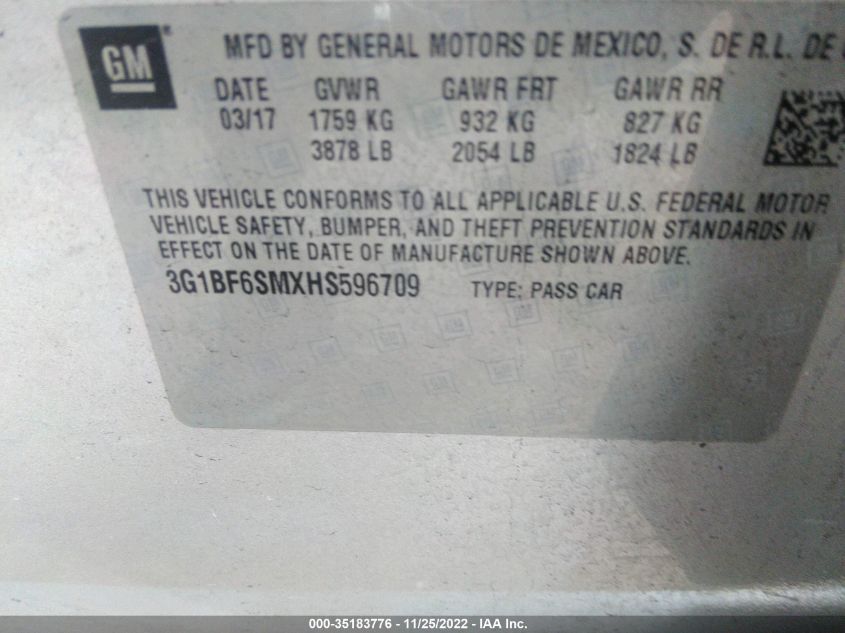 GM ® MFD BY GENERAL MOTORS DE MEXICO, S. DE R.L. DE
DATE GVWR GAWR FRT GAWR RR
03/17 1759 KG 932 KG 827 KG
3878 LB 2054 LB 1824 LB
THIS VEHICLE CONFORMS TO ALL APPLICABLE U.S. FEDERAL MOTOR
VEHICLE SAFETY, BUMPER, AND THEFT PREVENTION STANDARDS IN
EFFECT ON THE DATE OF MANUFACTURE SHOWN ABOVE.
3G1BF6SMXHS596709 TYPE: PASS CAR
000-35183776 - 11/25/2022 - IAA Inc.